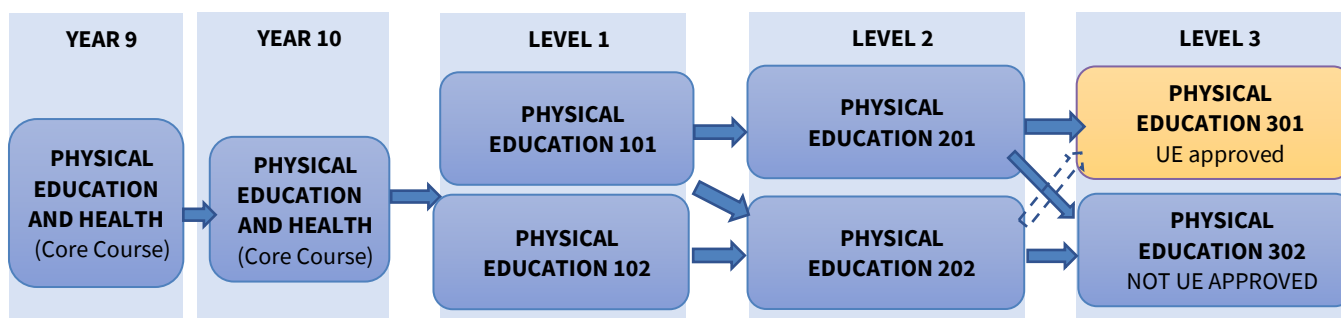 YEAR 9
YEAR 10
LEVEL 1
LEVEL 2
LEVEL 3
PHYSICAL
EDUCATION
AND HEALTH
(Core Course)
PHYSICAL
EDUCATION
AND HEALTH
(Core Course)
PHYSICAL
EDUCATION 101
PHYSICAL
EDUCATION 102
PHYSICAL
EDUCATION 201
PHYSICAL
EDUCATION 202
PHYSICAL
EDUCATION 301
UE approved
PHYSICAL
EDUCATION 302
NOT UE APPROVED